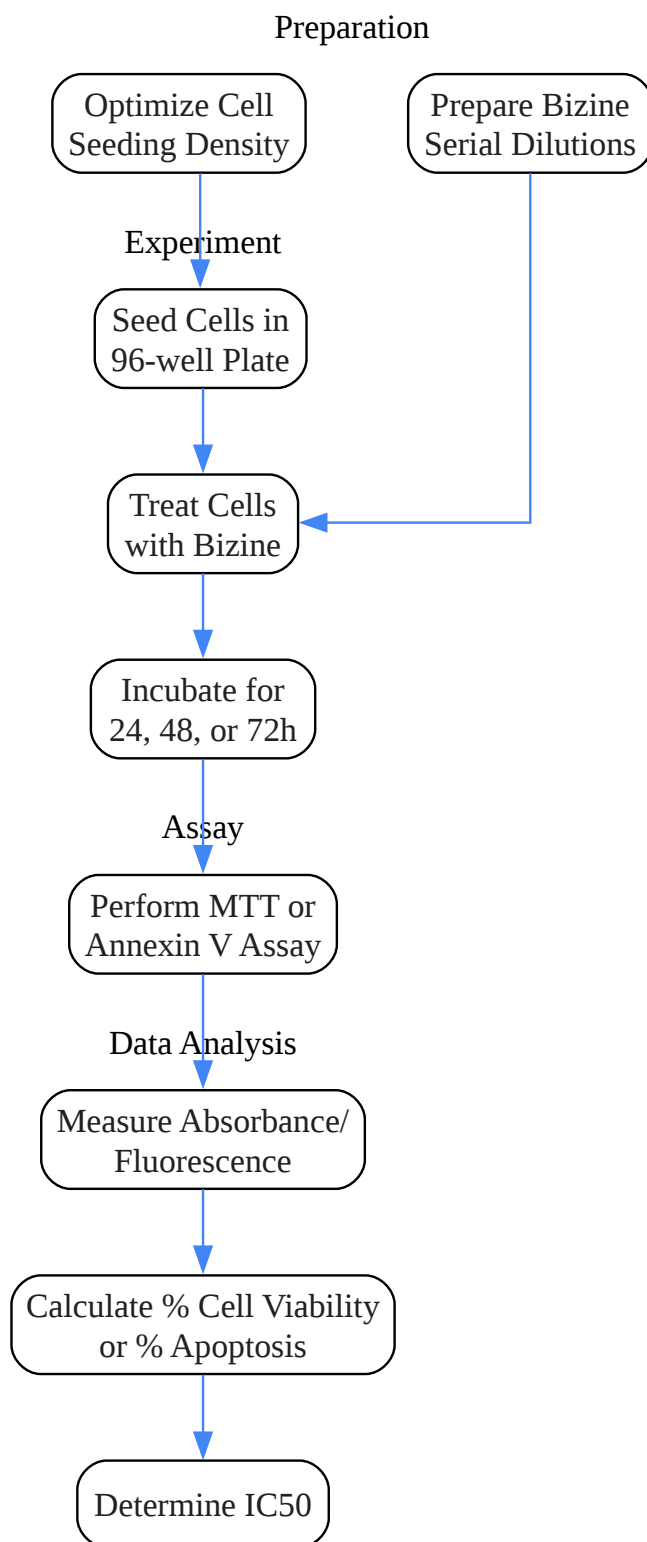 Preparation
Optimize Cell
Seeding Density
Prepare Bizine
Serial Dilutions
Experiment
Seed Cells in
96-well Plate
Treat Cells
with Bizine
Incubate for
24, 48, or 72h
Assay
Perform MTT or
Annexin V Assay
Data Analysis
Measure Absorbance/
Fluorescence
Calculate % Cell Viability
or % Apoptosis
Determine IC50